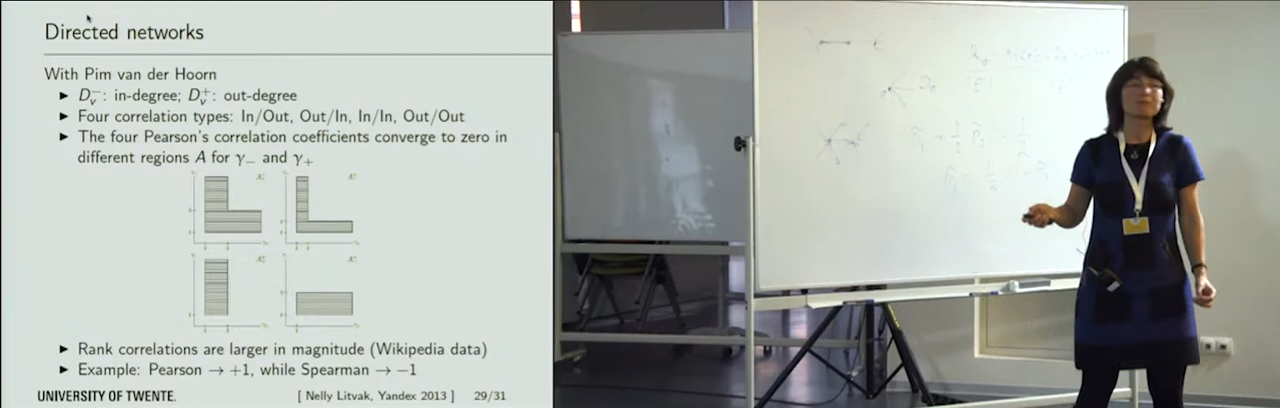 Directed networks
With Pim van der Hoorn
▶ D_v^-: in-degree; D_v^+: out-degree
▶ Four correlation types: In/Out, Out/In, In/In, Out/Out
▶ The four Pearson's correlation coefficients converge to zero in
different regions A for γ_- and γ_+
▶ Rank correlations are larger in magnitude (Wikipedia data)
▶ Example: Pearson → +1, while Spearman → −1
UNIVERSITY OF TWENTE. [ Nelly Litvak, Yandex 2013 ] 29/31